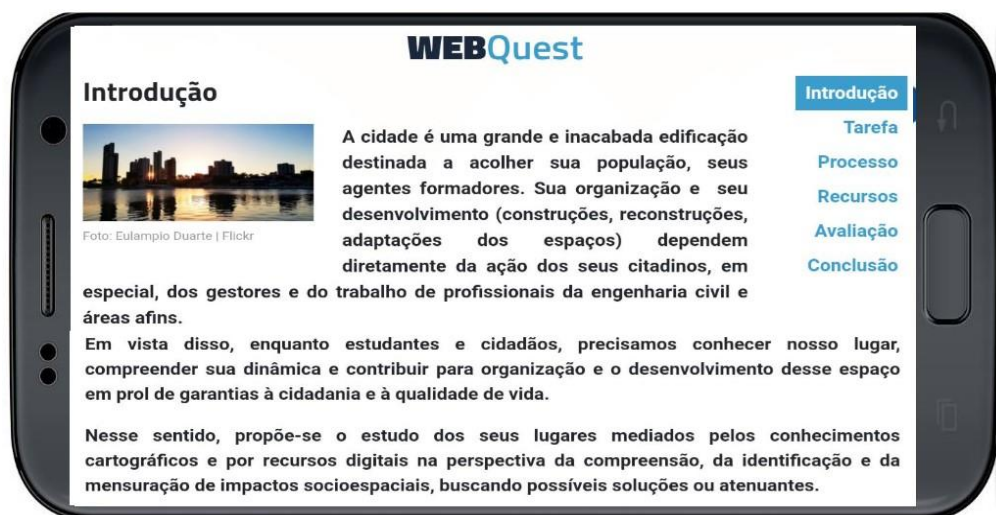 WEBQuest
Introdução
Introdução
Tarefa
Processo
Recursos
Avaliação
Conclusão
Foto: Eulampio Duarte | Flickr
A cidade é uma grande e inacabada edificação
destinada a acolher sua população, seus
agentes formadores. Sua organização e seu
desenvolvimento (construções, reconstruções,
adaptações dos espaços) dependem
diretamente da ação dos seus citadinos, em
especial, dos gestores e do trabalho de profissionais da engenharia civil e
áreas afins.
Em vista disso, enquanto estudantes e cidadãos, precisamos conhecer nosso lugar,
compreender sua dinâmica e contribuir para organização e o desenvolvimento desse espaço
em prol de garantias à cidadania e à qualidade de vida.
Nesse sentido, propõe-se o estudo dos seus lugares mediados pelos conhecimentos
cartográficos e por recursos digitais na perspectiva da compreensão, da identificação e da
mensuração de impactos socioespaciais, buscando possíveis soluções ou atenuantes.